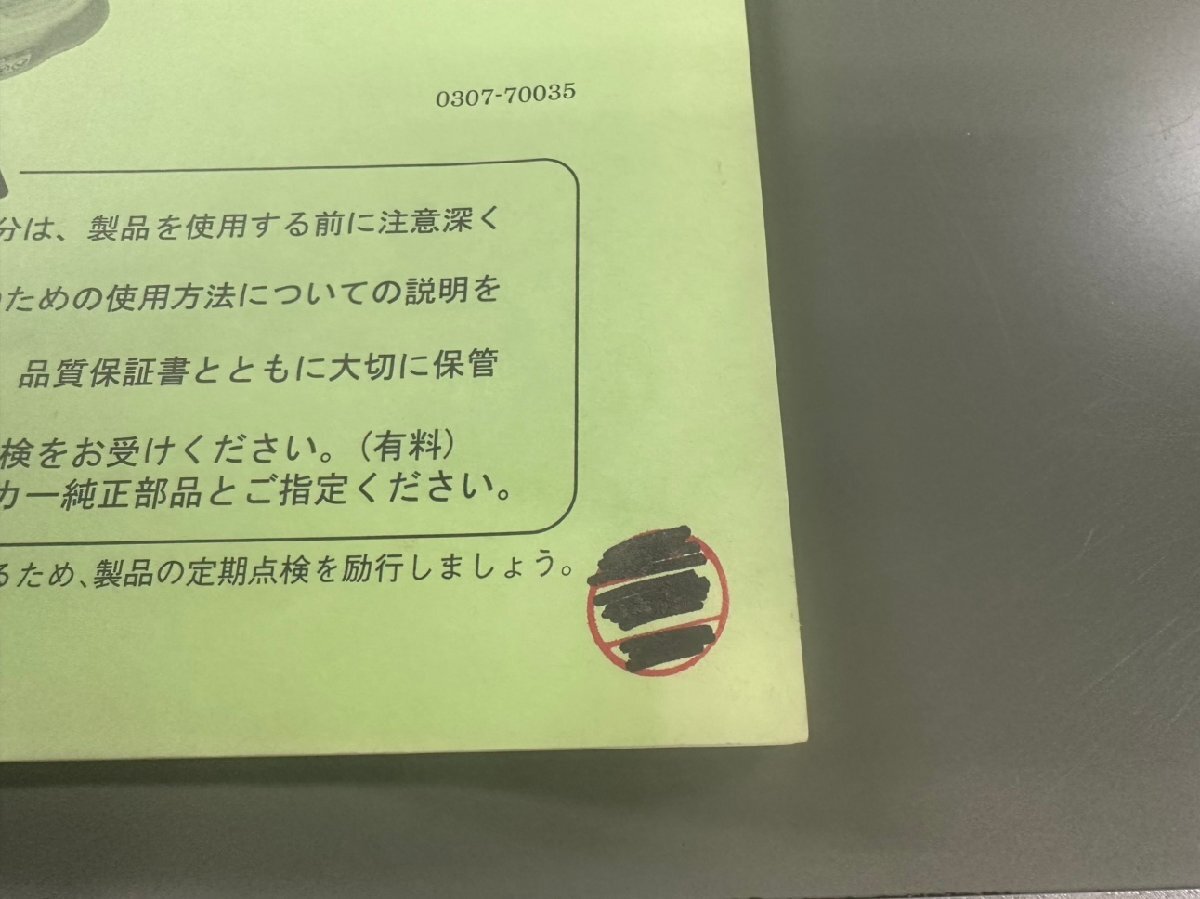 0307-70035
分は、製品を使用する前に注意深く
ための使用方法についての説明を
品質保証書とともに大切に保管
検をお受けください。(有料)
カー純正部品とご指定ください。
るため、製品の定期点検を励行しましょう。